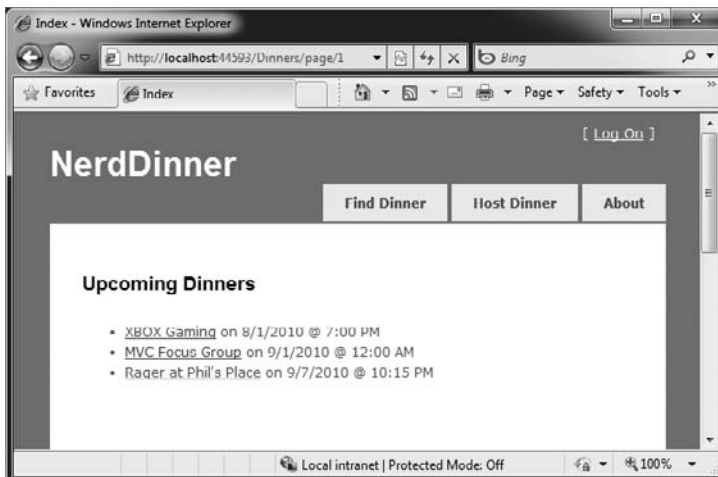 Index - Windows Internet Explorer
http://localhost:44593/Dinners/page/1
Bing
Favorites
Index
Page
Safety
Tools
[ Log On ]
NerdDinner
Find Dinner
Host Dinner
About
Upcoming Dinners
• XBOX Gaming on 8/1/2010 @ 7:00 PM
• MVC Focus Group on 9/1/2010 @ 12:00 AM
• Rager at Phil's Place on 9/7/2010 @ 10:15 PM
Local intranet | Protected Mode: Off
100%